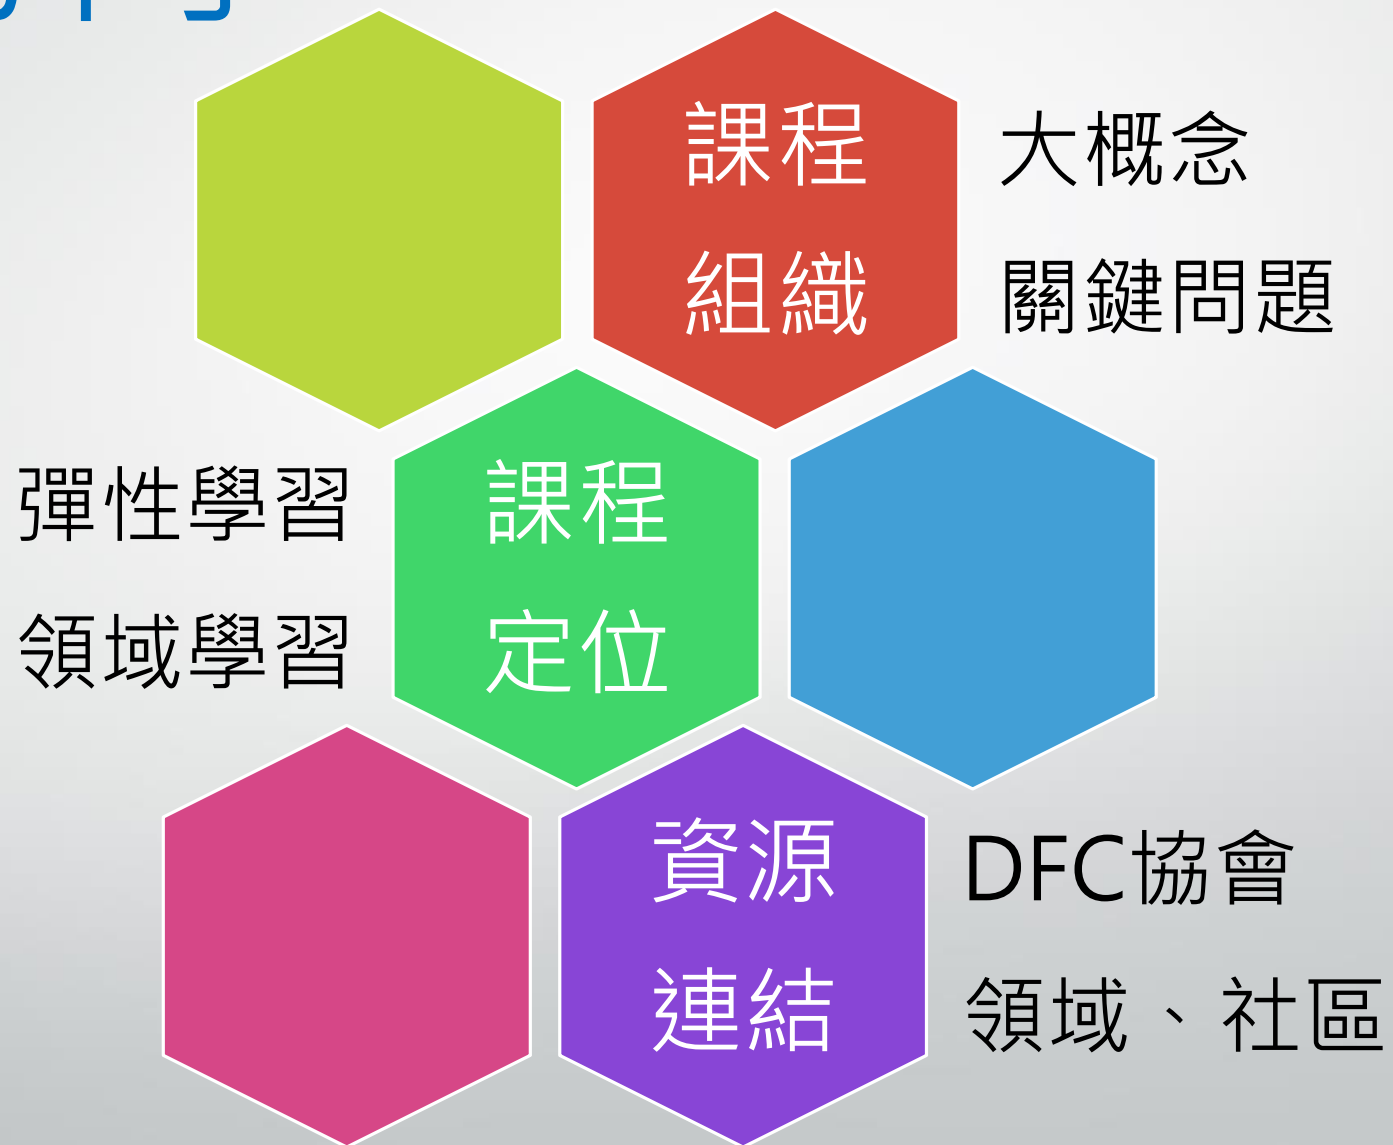 課程
組織
大概念
關鍵問題
彈性學習
領域學習
課程
定位
資源
連結
DFC協會
領域、社區